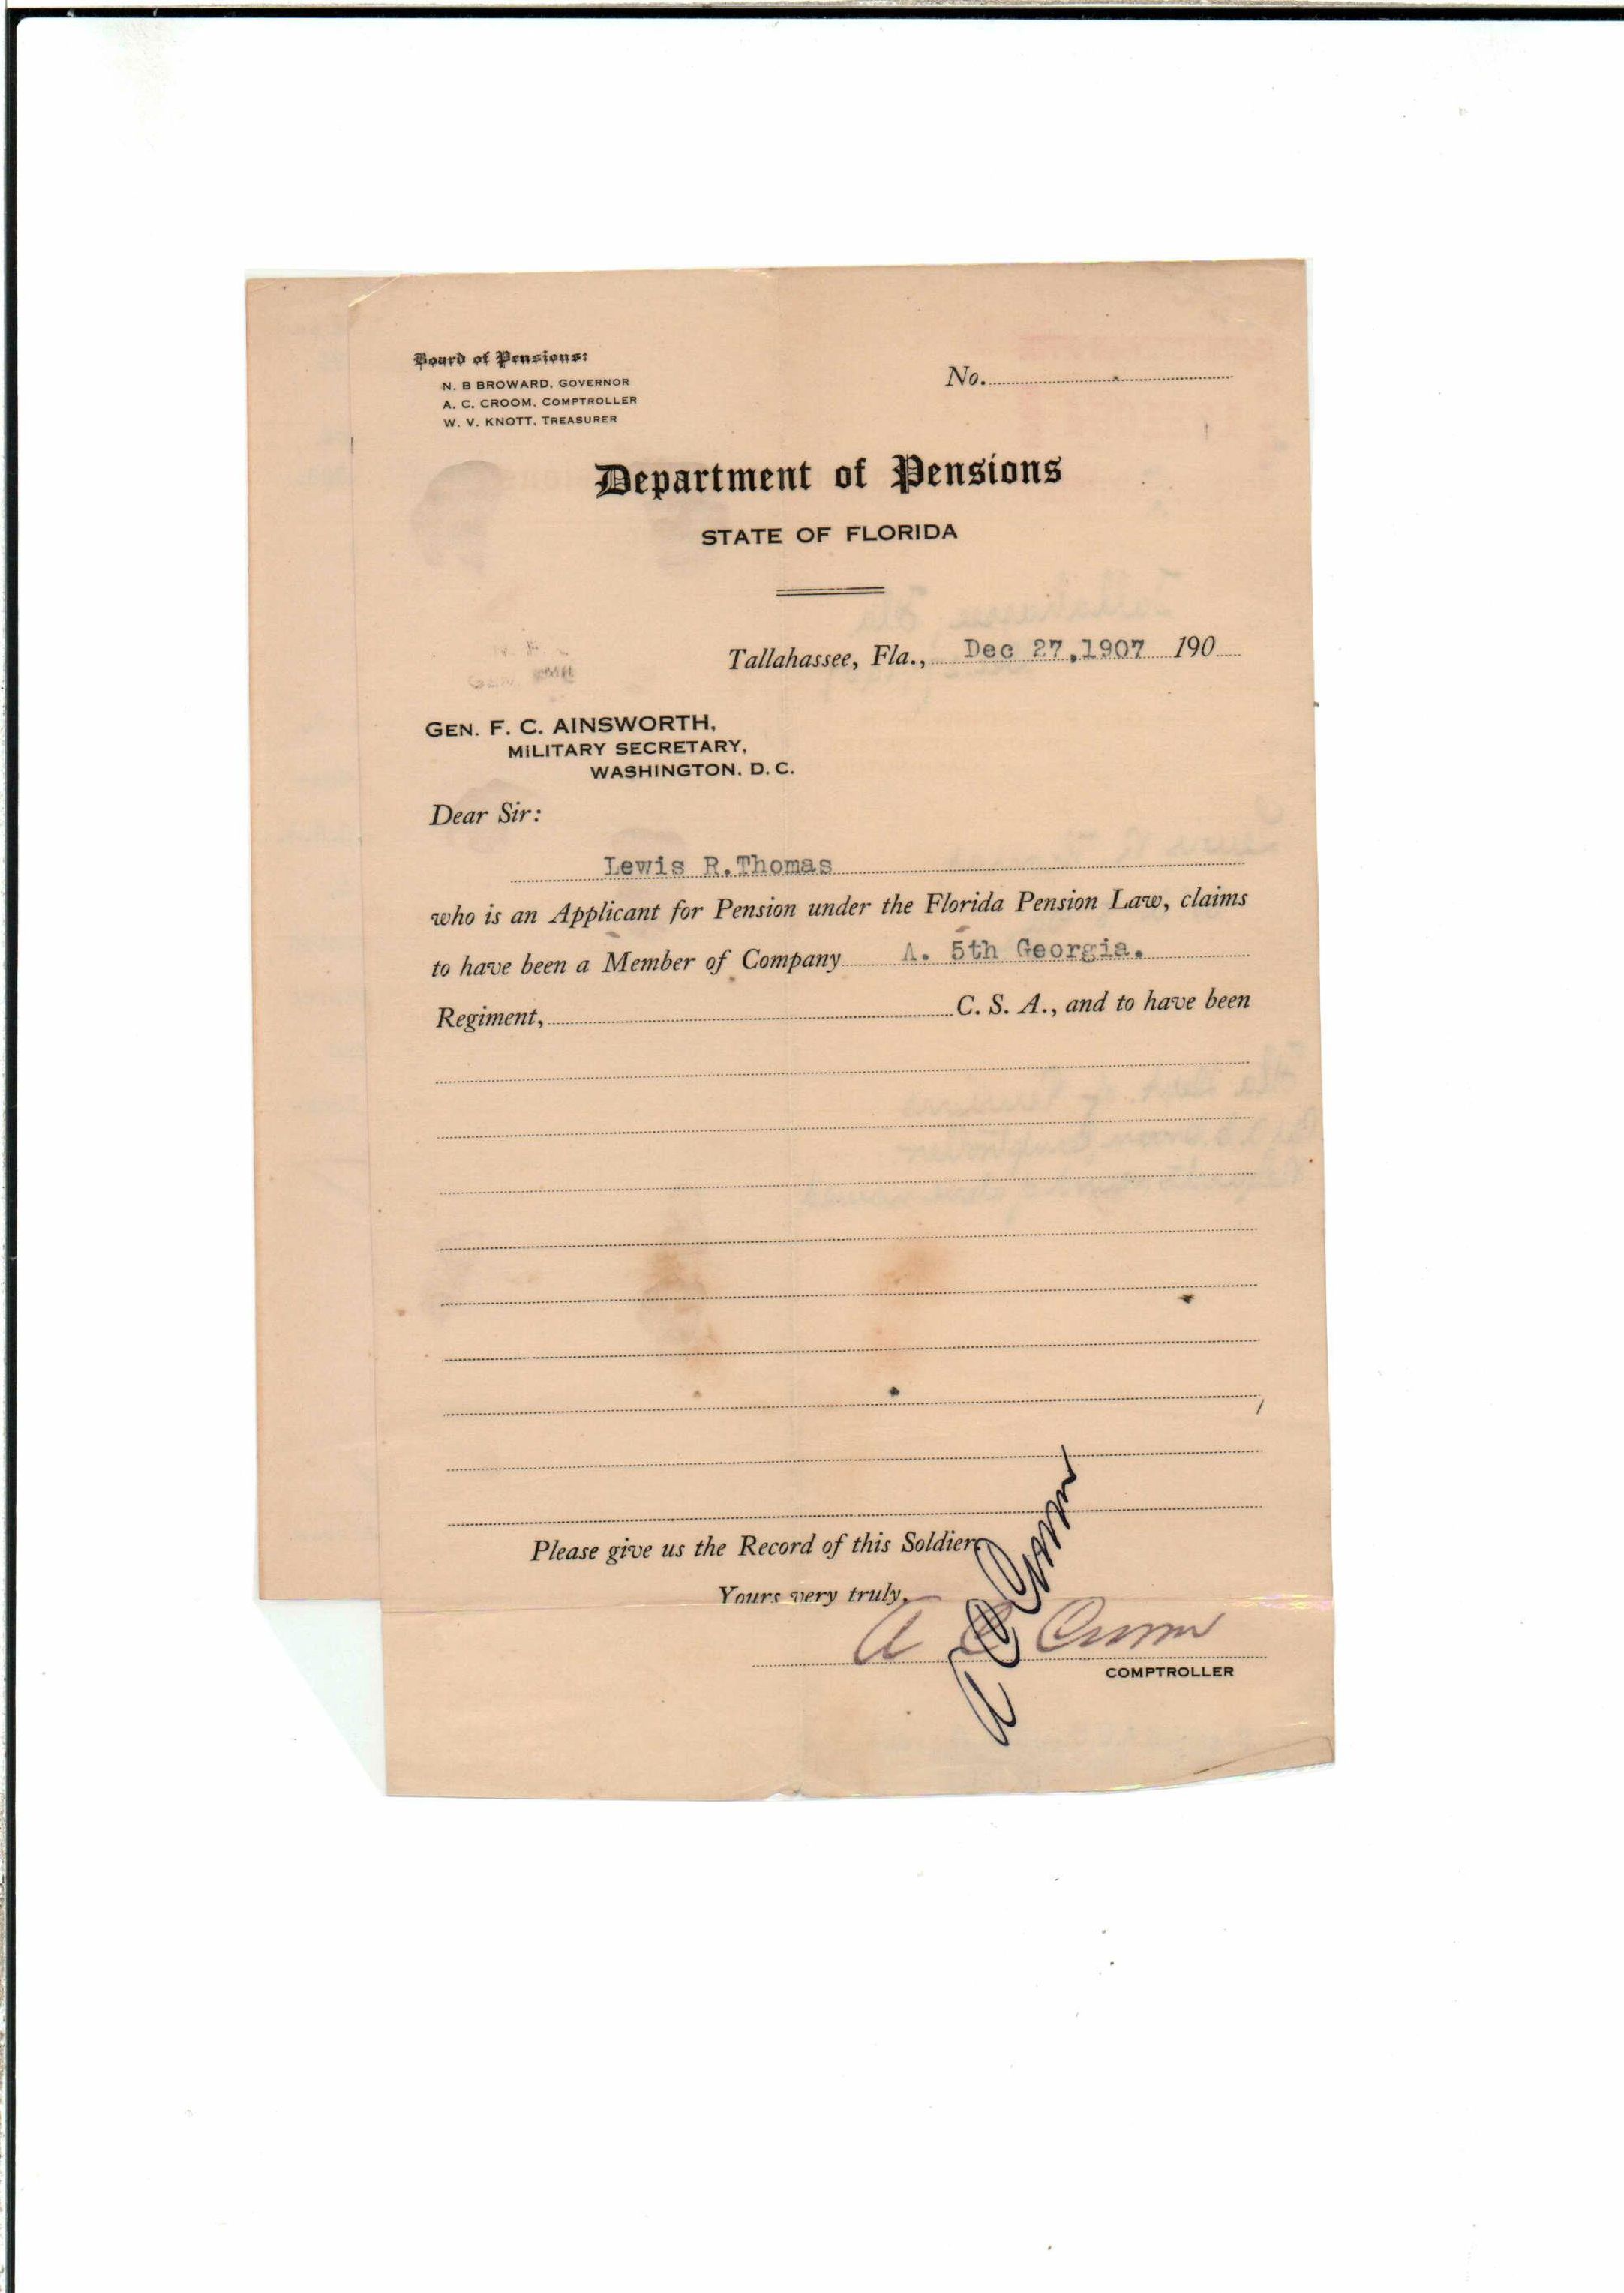 Board of Pensions:
N. B BROWARD, GOVERNOR
A. C. CROOM, COMPTROLLER
W. V. KNOTT, TREASURER
No.
Department of Pensions
STATE OF FLORIDA
Tallahassee, Fla., Dec 27,1907 190
GEN. F. C. AINSWORTH,
MILITARY SECRETARY,
WASHINGTON, D. C.
Dear Sir:
Lewis R.Thomas
who is an Applicant for Pension under the Florida Pension Law, claims
to have been a Member of Company A. 5th Georgia.
Regiment, C. S. A., and to have been
Please give us the Record of this Soldier.
Yours very truly,
A C Croom
A C Croom
COMPTROLLER